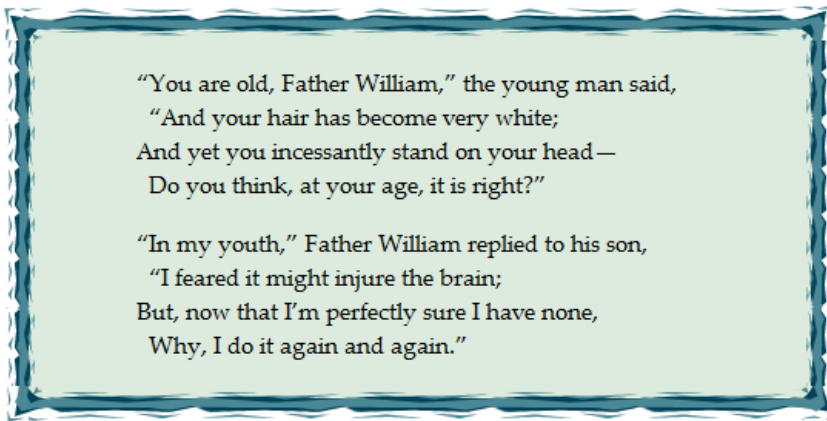 “You are old, Father William,” the young man said,
“And your hair has become very white;
And yet you incessantly stand on your head—
Do you think, at your age, it is right?”
“In my youth,” Father William replied to his son,
“I feared it might injure the brain;
But, now that I’m perfectly sure I have none,
Why, I do it again and again.”